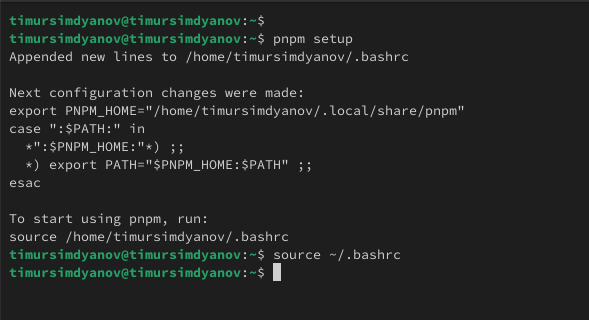 timursimdyanov@timursimdyanov:~$
timursimdyanov@timursimdyanov:~$ pnpm setup
Appended new lines to /home/timursimdyanov/.bashrc

Next configuration changes were made:
export PNPM_HOME="/home/timursimdyanov/.local/share/pnpm"
case ":$PATH:" in
  *":$PNPM_HOME:"*) ;;
  *) export PATH="$PNPM_HOME:$PATH" ;;
esac

To start using pnpm, run:
source /home/timursimdyanov/.bashrc
timursimdyanov@timursimdyanov:~$ source ~/.bashrc
timursimdyanov@timursimdyanov:~$